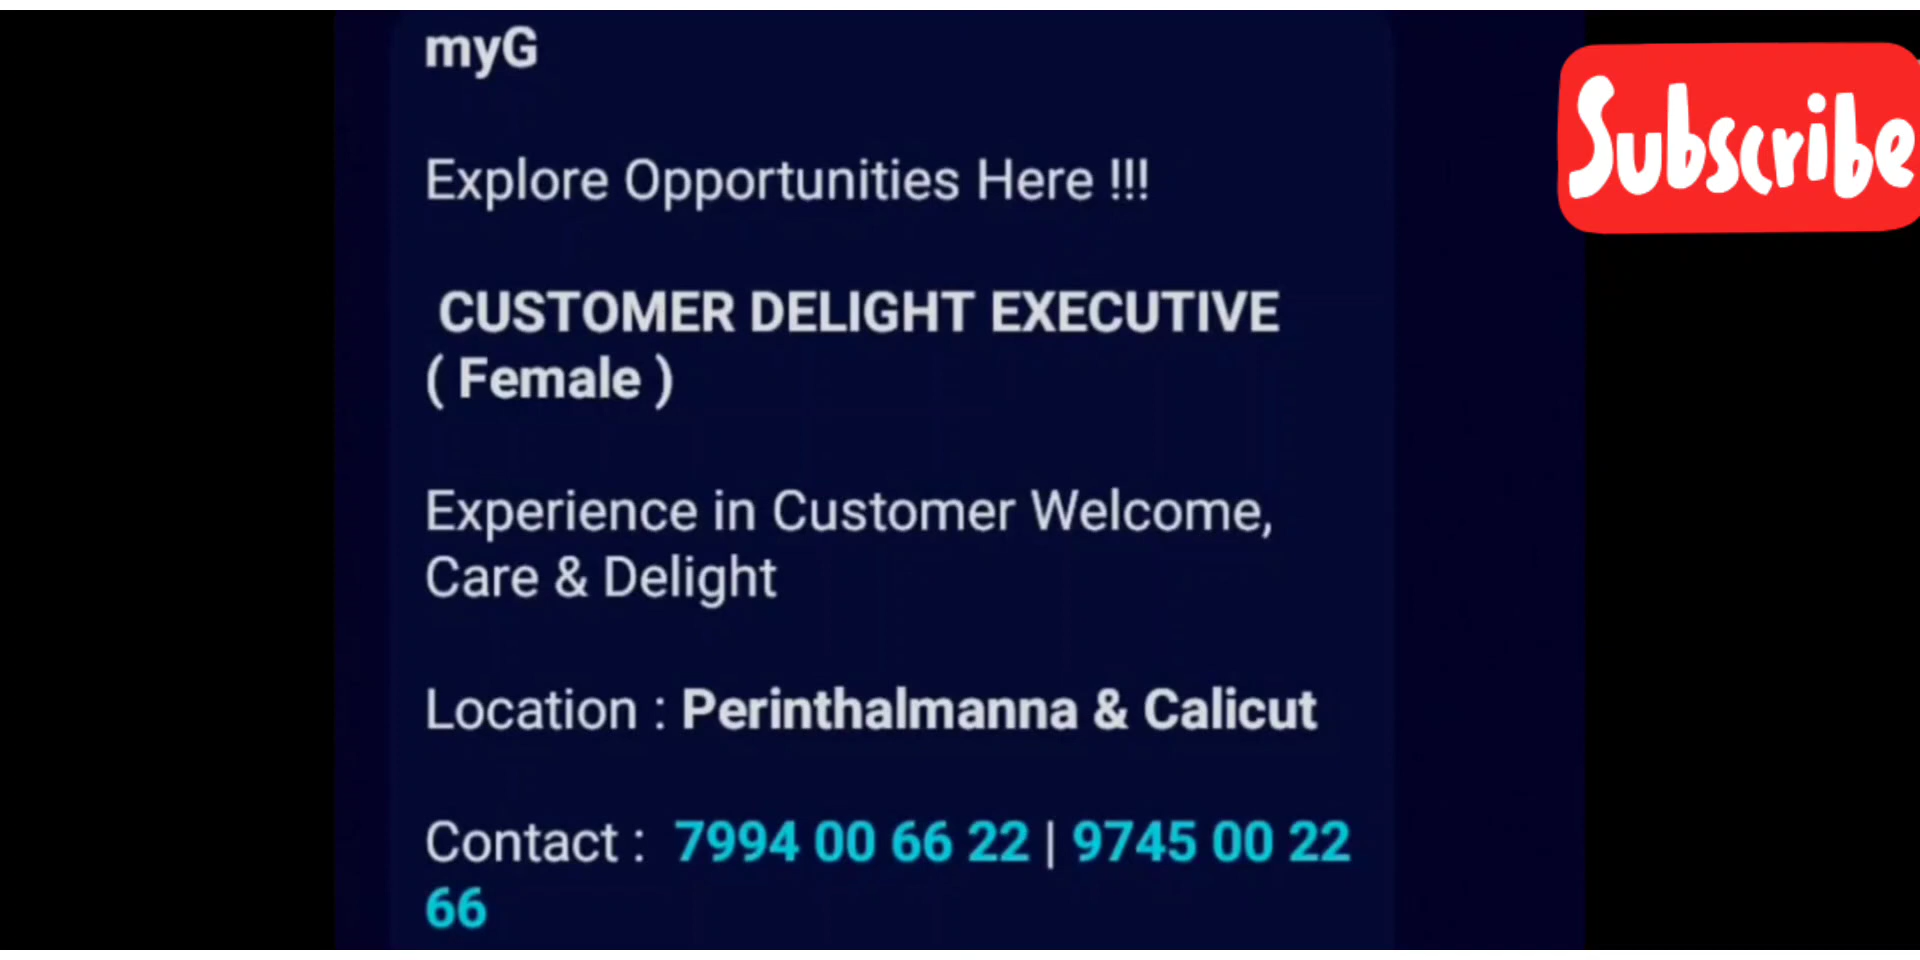 myG
Subscribe
Explore Opportunities Here !!!
CUSTOMER DELIGHT EXECUTIVE
( Female )
Experience in Customer Welcome,
Care & Delight
Location : Perinthalmanna & Calicut
Contact : 7994 00 66 22 | 9745 00 22
66